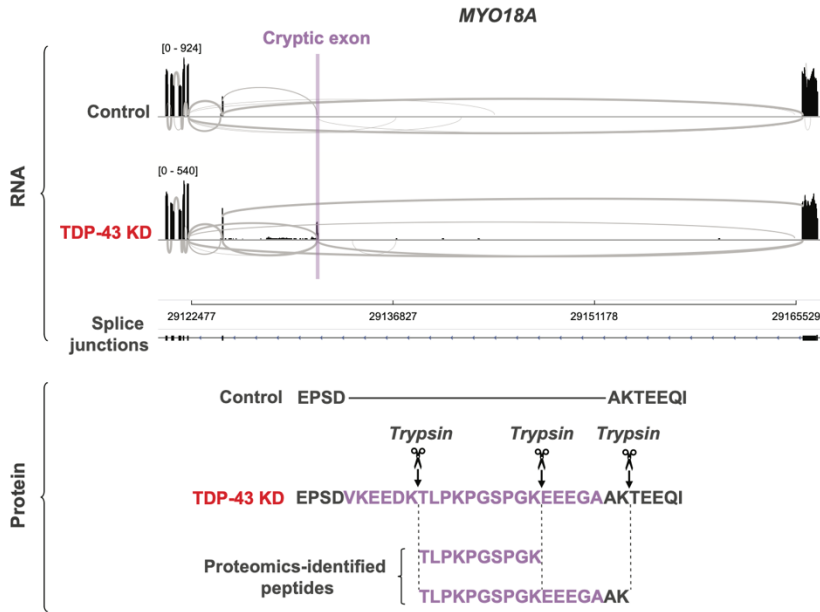 MYO18A
Cryptic exon
[0 - 924]
Control
[0 - 540]
TDP-43 KD
RNA
29122477 29136827 29151178 29165529
Splice
junctions
Control EPSD AKTEEQI
Trypsin Trypsin Trypsin
TDP-43 KD EPSDVKEEDKTLPKPGSPGKEEEGAAKTEEQI
Protein
Proteomics-identified
peptides
TLPKPGSPGK
TLPKPGSPGKEEEGAAK